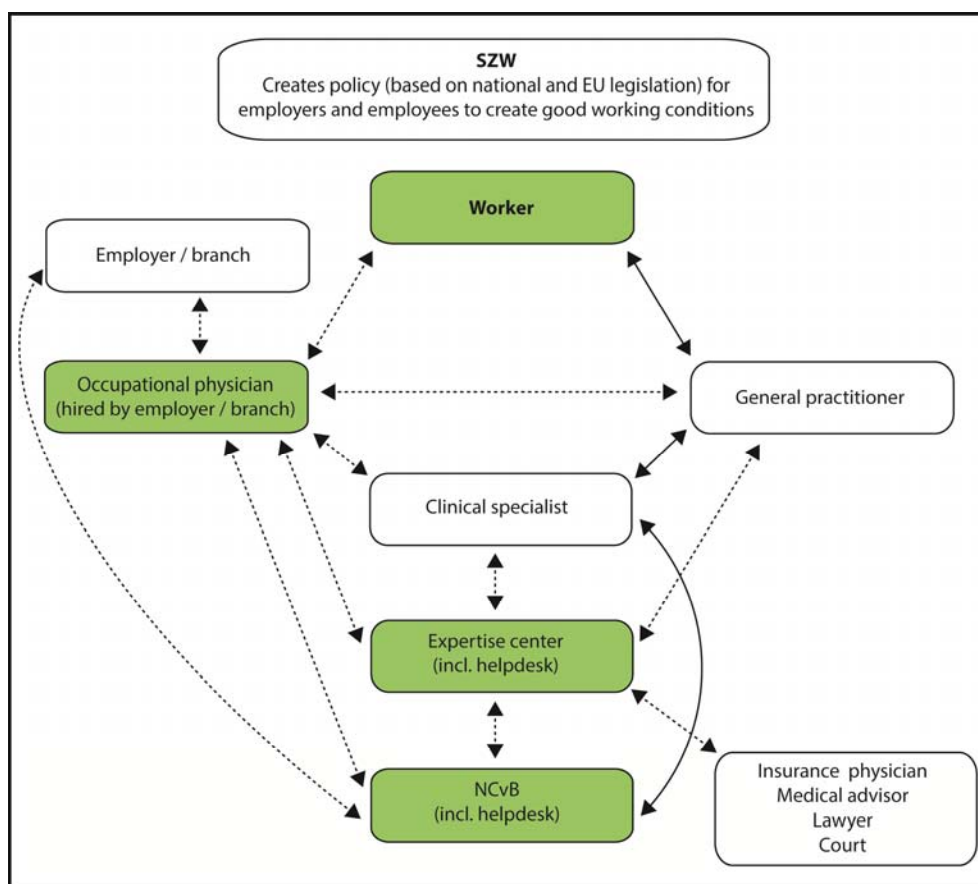 SZW
Creates policy (based on national and EU legislation) for
employers and employees to create good working conditions
Worker
Employer / branch
Occupational physician
(hired by employer / branch)
General practitioner
Clinical specialist
Expertise center
(incl. helpdesk)
NCvB
(incl. helpdesk)
Insurance physician
Medical advisor
Lawyer
Court